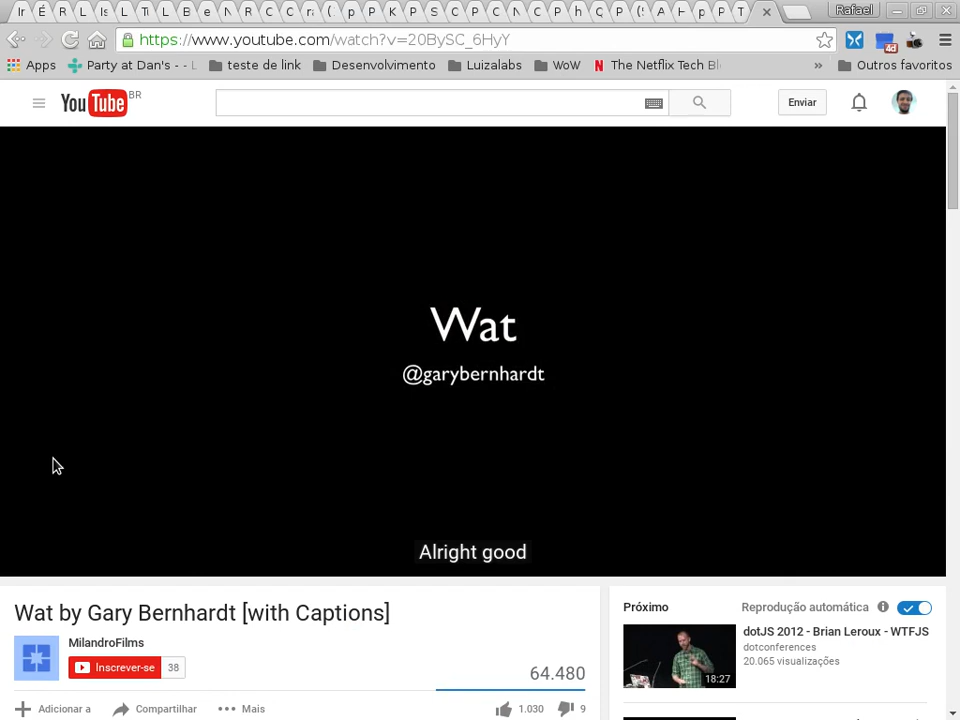 Rafael
https://www.youtube.com/watch?v=20BySC_6HyY
Apps Party at Dan's - - L teste de link Desenvolvimento Luizalabs WoW The Netflix Tech Bl » Outros favoritos
4d
YouTube BR
Enviar
Wat
@garybernhardt
Alright good
Wat by Gary Bernhardt [with Captions]
MilandroFilms
Inscrever-se 38
64.480
Adicionar a Compartilhar Mais 1.030 9
Próximo Reprodução automática
dotJS 2012 - Brian Leroux - WTFJS
dotconferences
20.065 visualizações
18:27